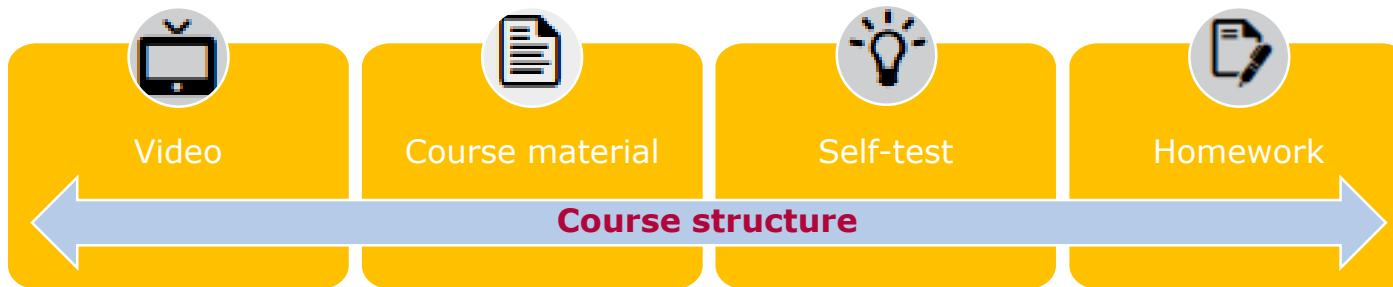 Video
Course material
Self-test
Homework
Course structure